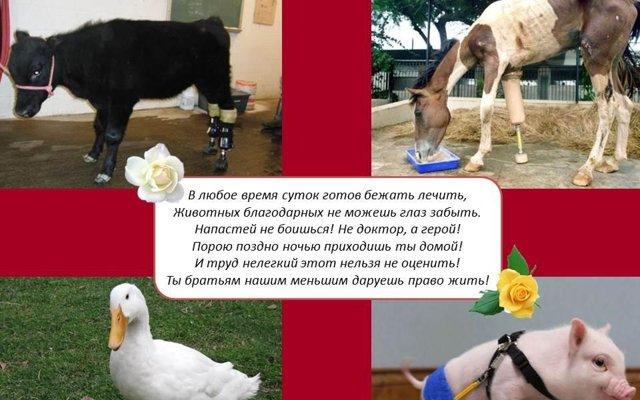 В любое время суток готов бежать лечить,
Животных благодарных не можешь глаз забыть.
Напастей не боишься! Не доктор, а герой!
Порою поздно ночью приходишь ты домой!
И труд нелегкий этот нельзя не оценить!
Ты братьям нашим меньшим даруешь право жить!